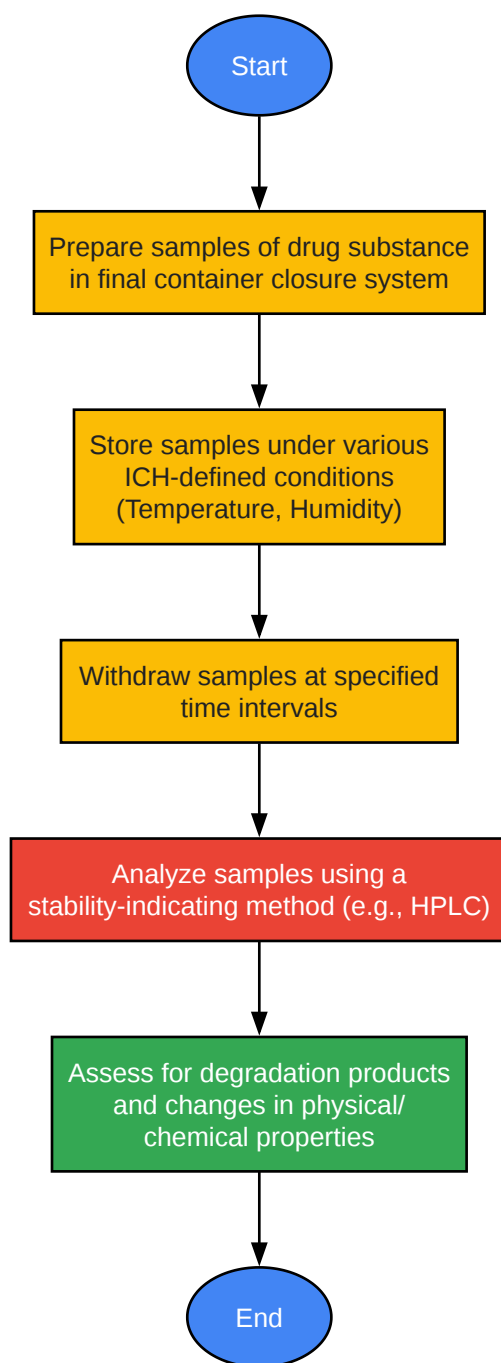 Start
Prepare samples of drug substance
in final container closure system
Store samples under various
ICH-defined conditions
(Temperature, Humidity)
Withdraw samples at specified
time intervals
Analyze samples using a
stability-indicating method (e.g., HPLC)
Assess for degradation products
and changes in physical/
chemical properties
End